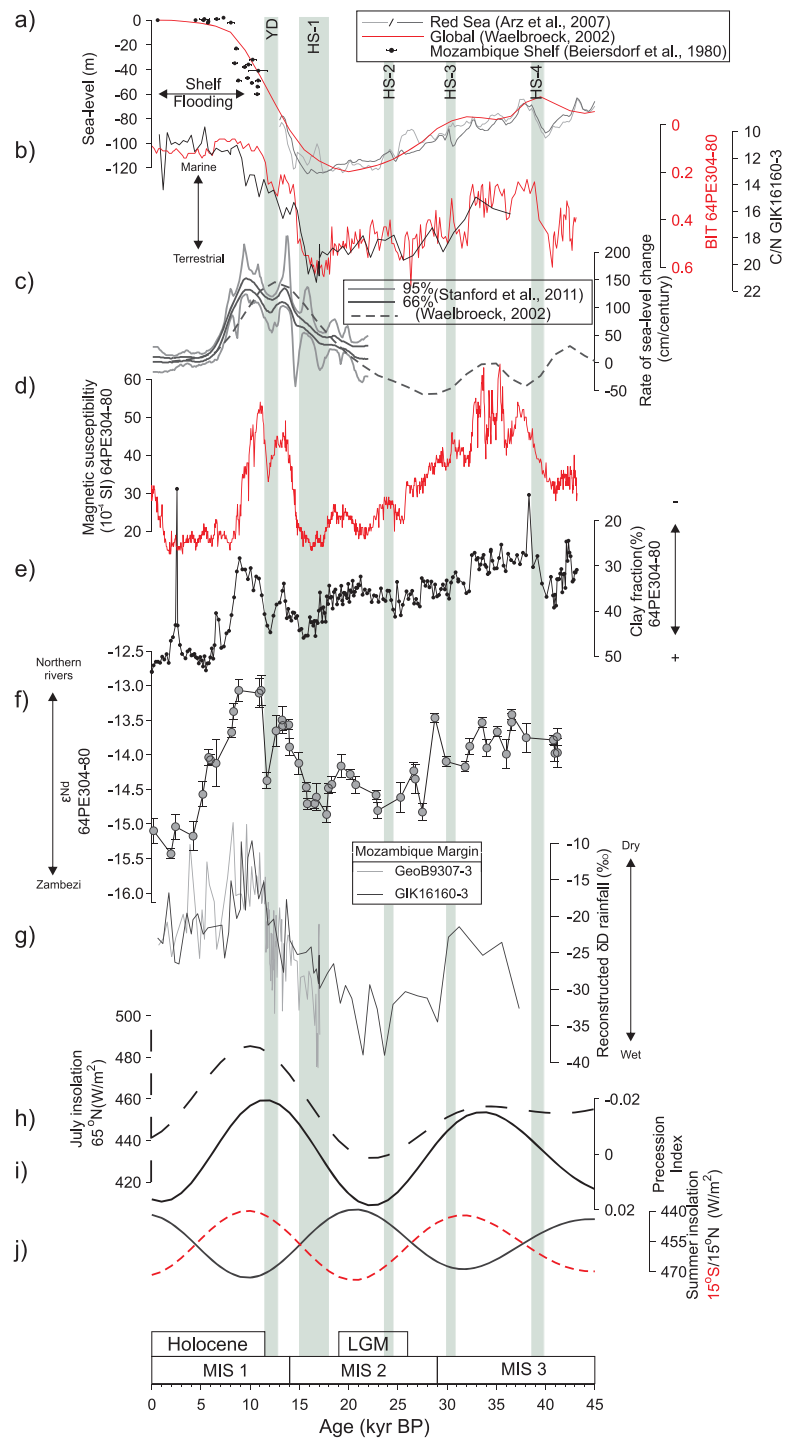 a)
Sea-level (m)
0
-20
-40
-60
-80
-100
-120
Shelf
Flooding
YD
HS-1
HS-2
HS-3
HS-4
Red Sea (Arz et al., 2007)
Global (Waelbroeck, 2002)
Mozambique Shelf (Beiersdorf et al., 1980)
b)
Marine
Terrestrial
0
0.2
0.4
0.6
BIT 64PE304-80
10
12
14
16
18
20
22
C/N GIK16160-3
c)
95%
66%
(Stanford et al., 2011)
(Waelbroeck, 2002)
200
150
100
50
0
-50
Rate of sea-level change
(cm/century)
d)
Magnetic susceptibiltiy
(10⁻⁴ SI) 64PE304-80
60
50
40
30
20
e)
20
30
40
50
Clay fraction(%)
64PE304-80
-
+
f)
Northern
rivers
Zambezi
εNd
64PE304-80
-12.5
-13.0
-13.5
-14.0
-14.5
-15.0
-15.5
-16.0
g)
Mozambique Margin
GeoB9307-3
GIK16160-3
-10
-15
-20
-25
-30
-35
-40
Reconstructed δD rainfall (‰)
Dry
Wet
h)
July insolation
65 °N(W/m²)
500
480
460
440
420
i)
-0.02
0
0.02
Precession
Index
j)
440
455
470
Summer insolation
15°S/15°N (W/m²)
Holocene
LGM
MIS 1
MIS 2
MIS 3
0
5
10
15
20
25
30
35
40
45
Age (kyr BP)